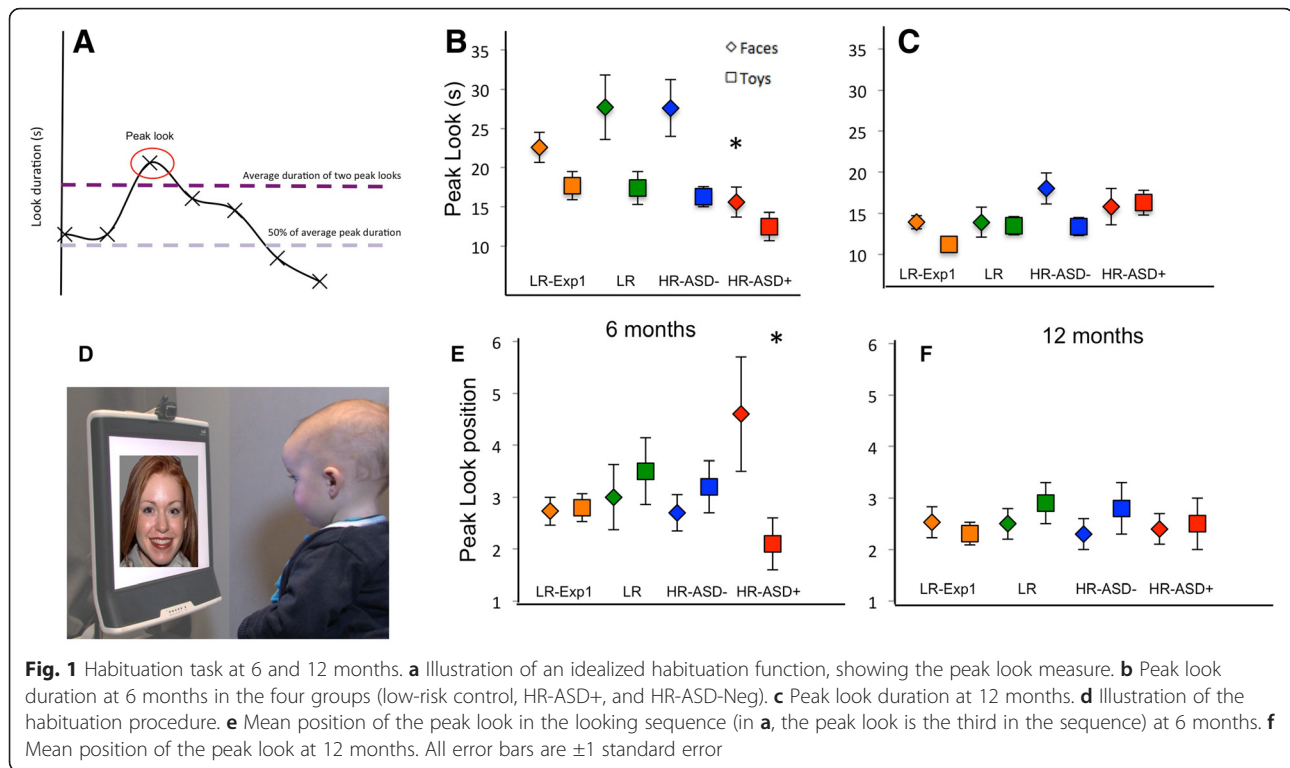 A
Look duration (s)
Peak look
Average duration of two peak looks
50% of average peak duration
B
Peak Look (s)
35
30
25
20
15
10
Faces
Toys
*
LR-Exp1 LR HR-ASD- HR-ASD+
C
35
30
25
20
15
10
LR-Exp1 LR HR-ASD- HR-ASD+
D
E
6 months
Peak Look position
6
5
4
3
2
1
*
LR-Exp1 LR HR-ASD- HR-ASD+
F
12 months
6
5
4
3
2
1
LR-Exp1 LR HR-ASD- HR-ASD+
Fig. 1 Habituation task at 6 and 12 months. a Illustration of an idealized habituation function, showing the peak look measure. b Peak look
duration at 6 months in the four groups (low-risk control, HR-ASD+, and HR-ASD-Neg). c Peak look duration at 12 months. d Illustration of the
habituation procedure. e Mean position of the peak look in the looking sequence (in a, the peak look is the third in the sequence) at 6 months. f
Mean position of the peak look at 12 months. All error bars are ±1 standard error